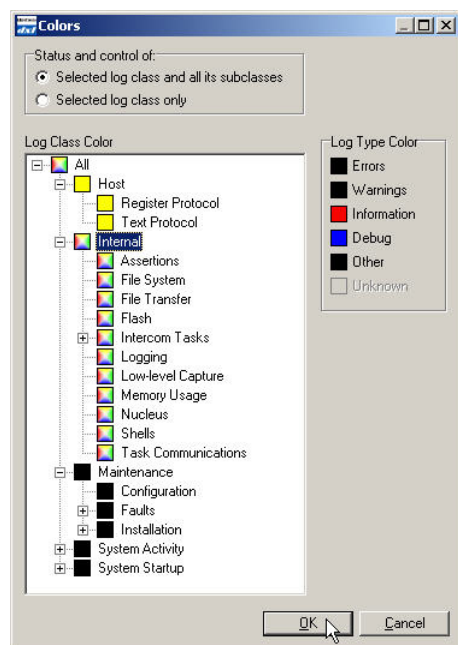 Colors
Status and control of:
Selected log class and all its subclasses
Selected log class only
Log Class Color
All
Host
Register Protocol
Text Protocol
Internal
Assertions
File System
File Transfer
Flash
Intercom Tasks
Logging
Low-level Capture
Memory Usage
Nucleus
Shells
Task Communications
Maintenance
Configuration
Faults
Installation
System Activity
System Startup
Log Type Color
Errors
Warnings
Information
Debug
Other
Unknown
OK
Cancel